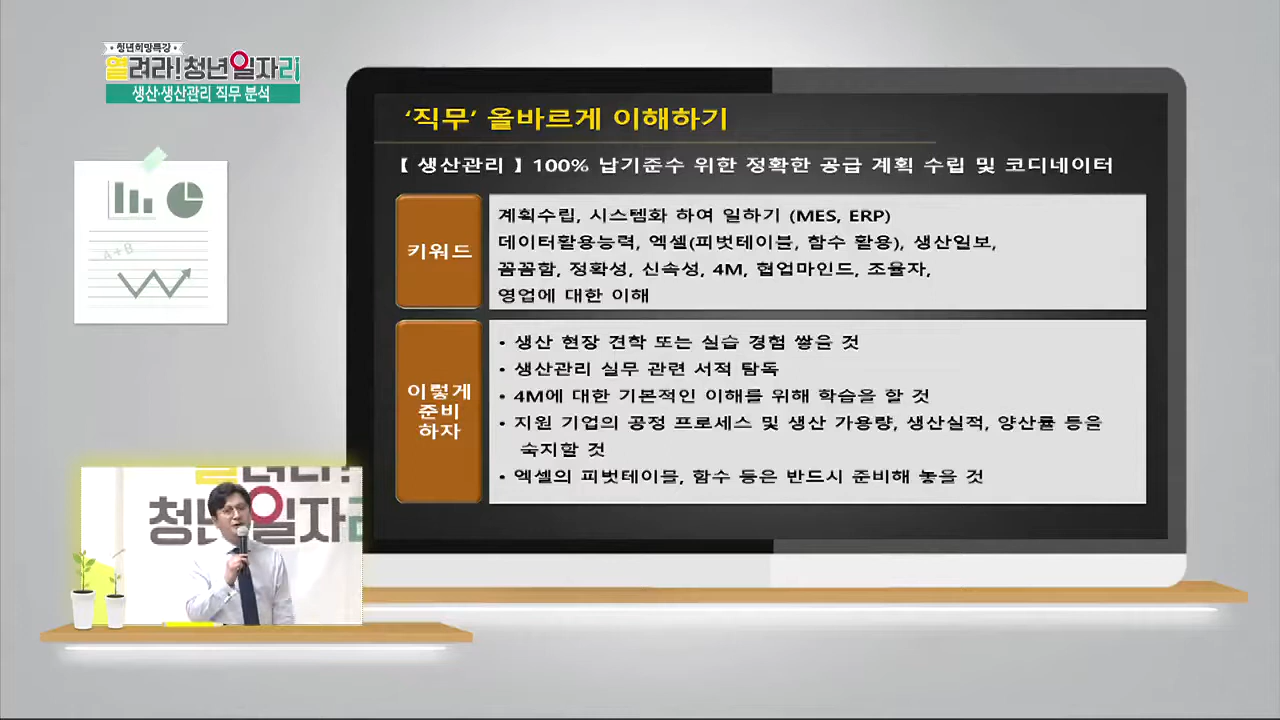 청년희망특강
열려라! 청년일자리
생산·생산관리 직무 분석
‘직무‘ 올바르게 이해하기
【 생산관리 】 100% 납기준수 위한 정확한 공급 계획 수립 및 코디네이터
키워드
계획수립, 시스템화 하여 일하기 (MES, ERP)
데이터활용능력, 엑셀(피벗테이블, 함수 활용), 생산일보,
꼼꼼함, 정확성, 신속성, 4M, 협업마인드, 조율자,
영업에 대한 이해
이렇게
준비
하자
• 생산 현장 견학 또는 실습 경험 쌓을 것
• 생산관리 실무 관련 서적 탐독
• 4M에 대한 기본적인 이해를 위해 학습을 할 것
• 지원 기업의 공정 프로세스 및 생산 가용량, 생산실적, 양산률 등을
숙지할 것
• 엑셀의 피벗테이블, 함수 등은 반드시 준비해 놓을 것
A+B
열려라!
청년일자리